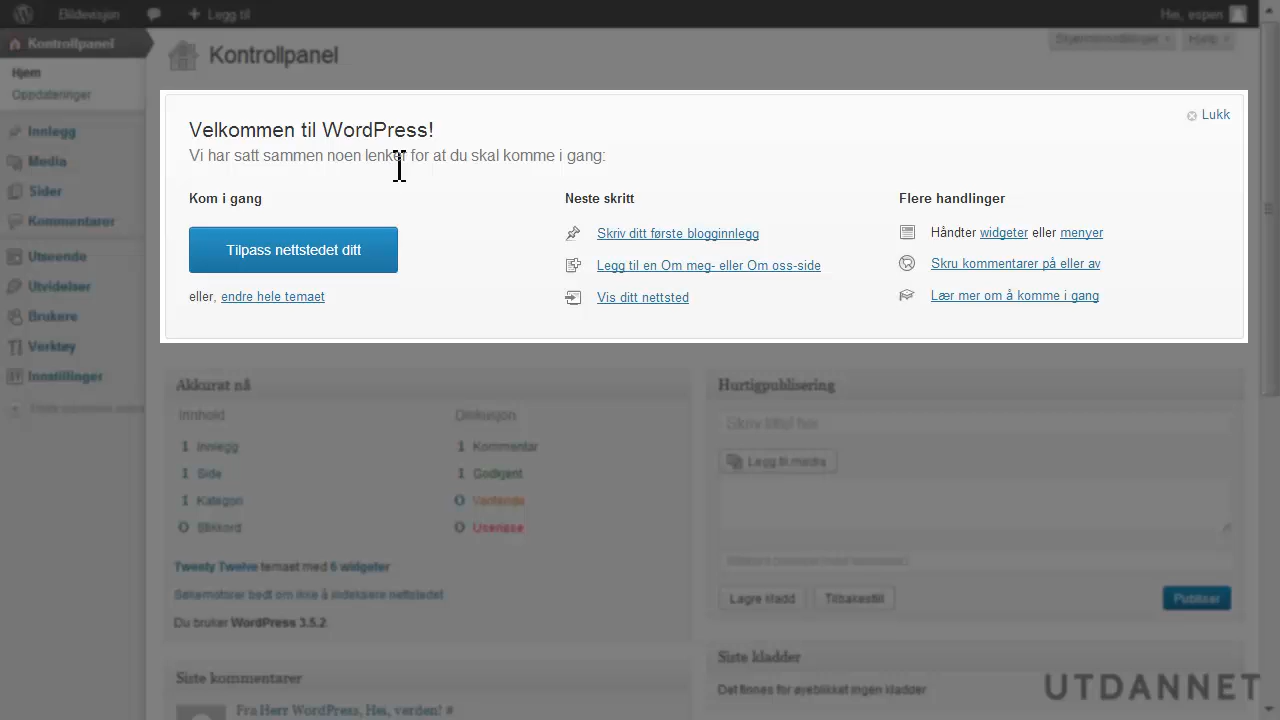 Bildevisjon
Legg til
Hei, espen
Kontrollpanel
Hjem
Oppdateringer
Innlegg
Media
Sider
Kommentarer
Utseende
Utvidelser
Brukere
Verktøy
Innstillinger
Kontrollpanel
Hjelp
Velkommen til WordPress!
Lukk
Vi har satt sammen noen lenker for at du skal komme i gang:
Kom i gang
Tilpass nettstedet ditt
eller, endre hele temaet
Neste skritt
Skriv ditt første blogginnlegg
Legg til en Om meg- eller Om oss-side
Vis ditt nettsted
Flere handlinger
Håndter widgeter eller menyer
Skru kommentarer på eller av
Lær mer om å komme i gang
Akkurat nå
Innhold
1 Innlegg
1 Side
1 Kategori
0 Stikkord
Diskusjon
1 Kommentar
1 Godkjent
0 Ventende
0 Useriøse
Tweety Twelve temaet med 6 widgeter
Søkemotorer bedt om ikke å indeksere nettstedet
Du bruker WordPress 3.5.2.
Siste kommentarer
Fra Herr WordPress, Hei, verden! #
Hurtigpublisering
Skriv tittel her
Legg til media
Lagre kladd
Tilbakestill
Publiser
Siste kladder
Det finnes for øyeblikket ingen kladder
UTDANNET